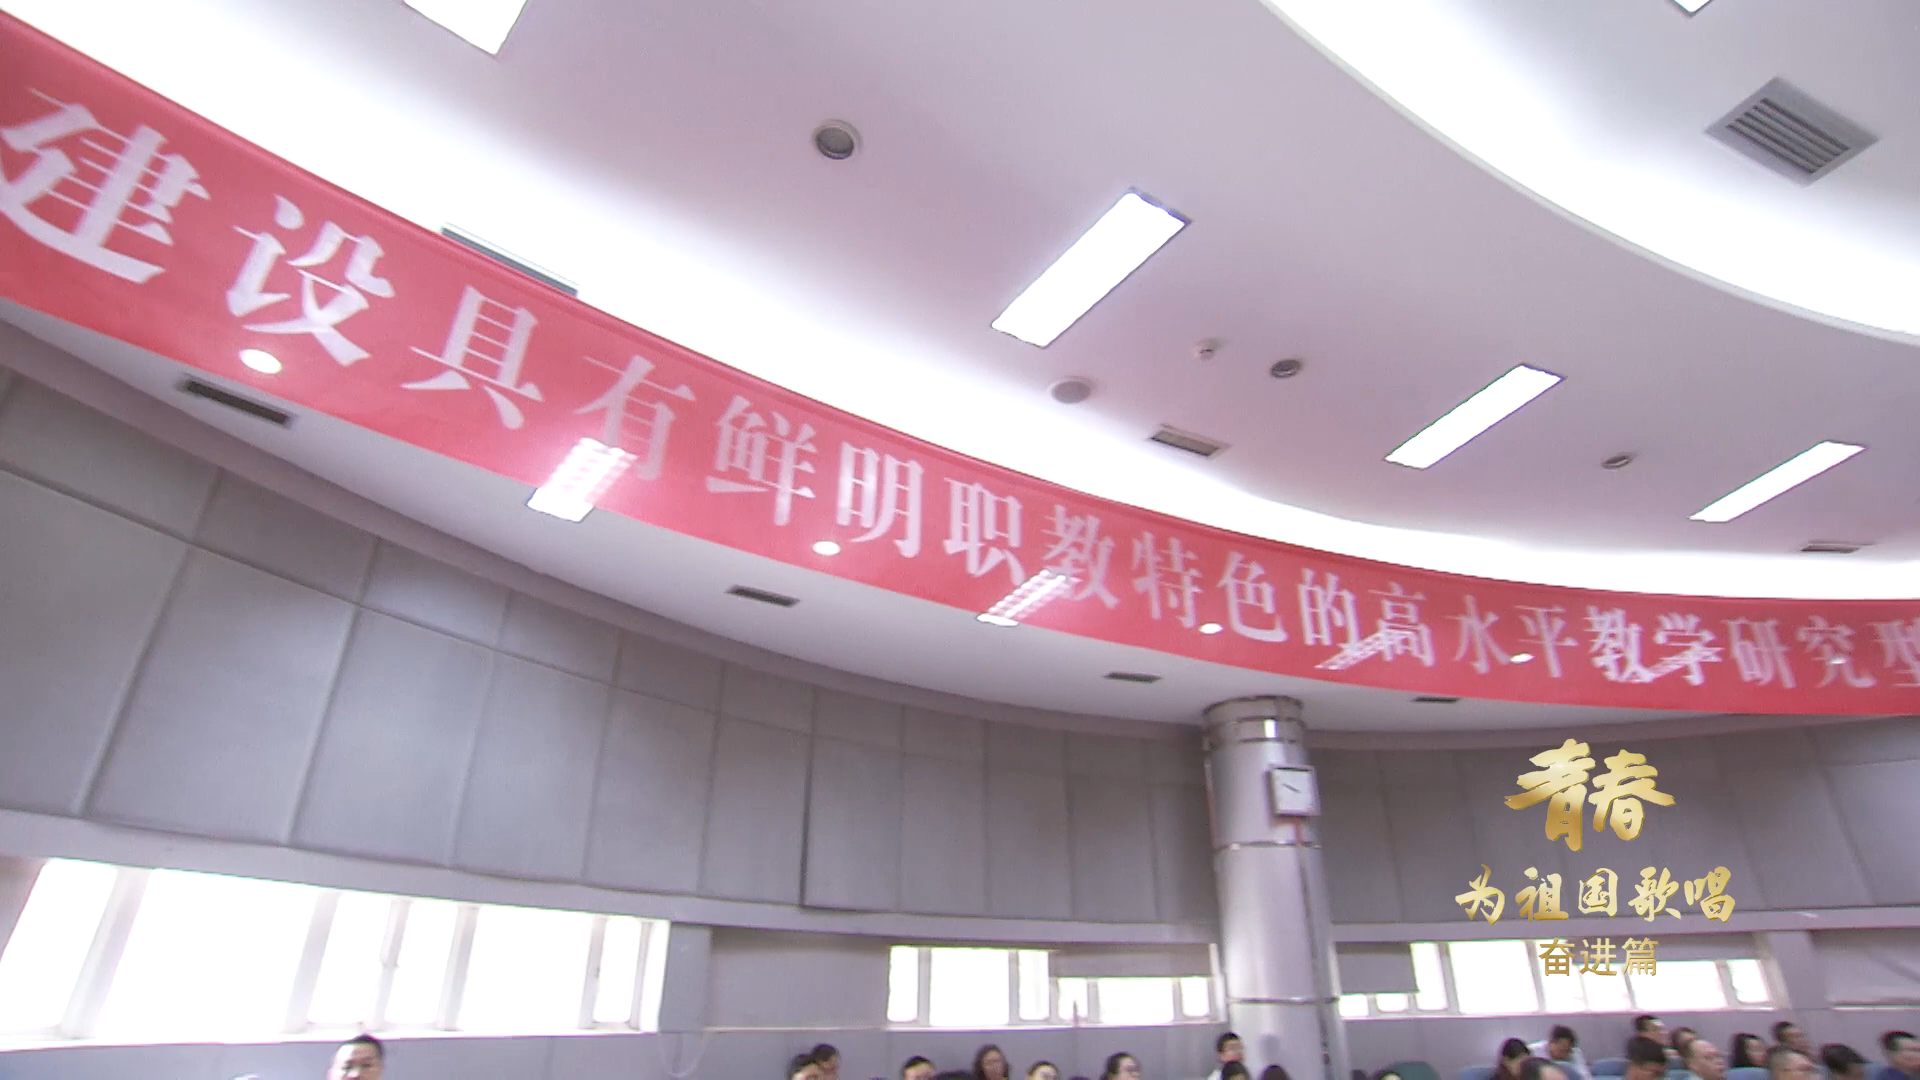 建设具有鲜明职教特色的高水平教学研究型
青春
为祖国歌唱
奋进篇